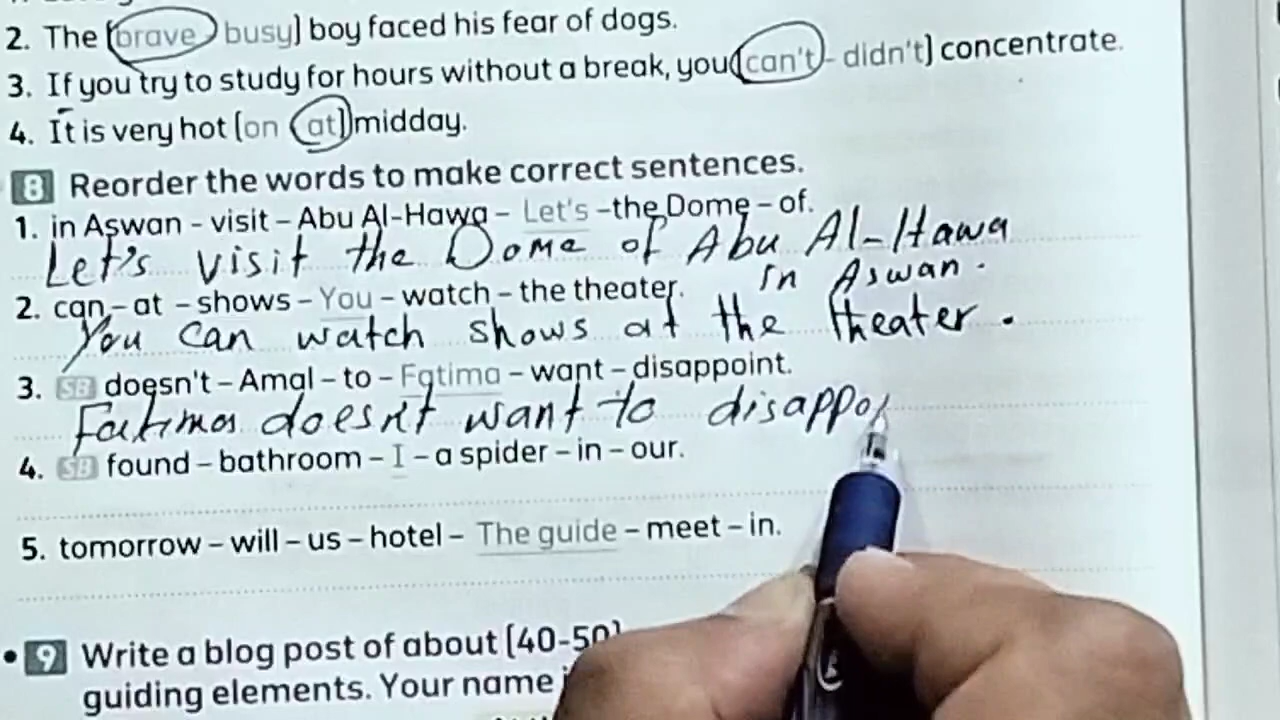 2. The [brave busy] boy faced his fear of dogs.
3. If you try to study for hours without a break, you [can't - didn't] concentrate.
4. It is very hot [on at] midday.
8 Reorder the words to make correct sentences.
1. in Aswan – visit – Abu Al-Hawa – Let's – the Dome – of.
Let's visit the Dome of Abu Al-Hawa
in Aswan.
2. can – at – shows – You – watch – the theater.
You can watch shows at the theater.
3. SB doesn't – Amal – to – Fatima – want – disappoint.
Fatima doesn't want to disappo
4. SB found – bathroom – I – a spider – in – our.
5. tomorrow – will – us – hotel – The guide – meet – in.
• 9 Write a blog post of about [40-50]
guiding elements. Your name